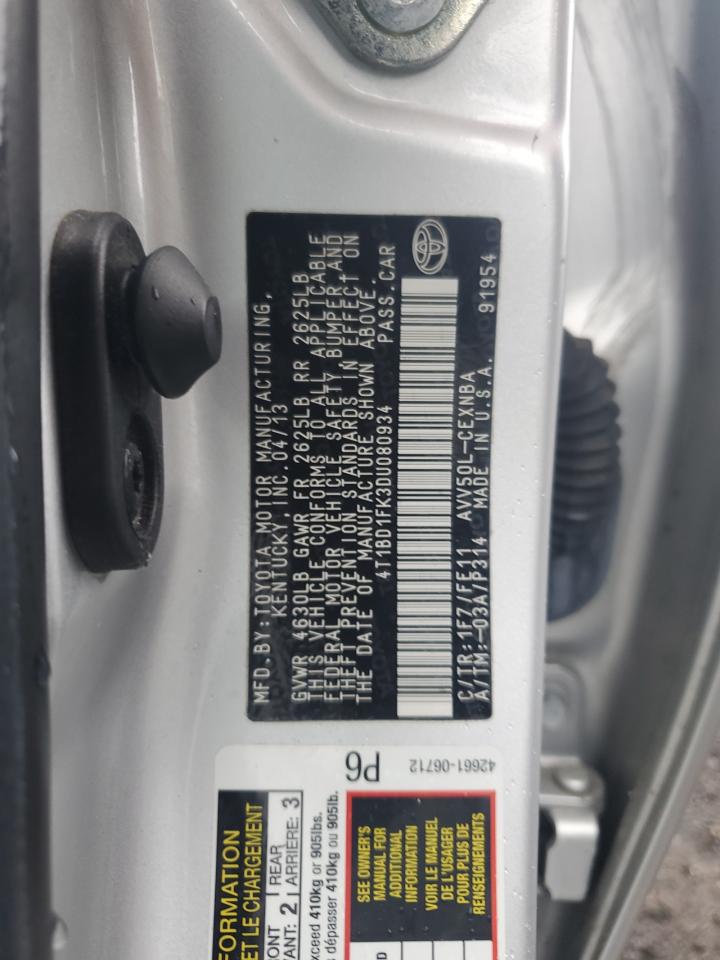 MFD.BY:TOYOTA MOTOR MANUFACTURING,
KENTUCKY, INC.04/13
GVWR 4630LB GAWR FR 2625LB RR 2625LB
THIS VEHICLE CONFORMS TO ALL APPLICABLE
FEDERAL MOTOR VEHICLE SAFETY BUMPER AND
THEFT PREVENTION STANDARDS IN EFFECT ON
THE DATE OF MANUFACTURE SHOWN ABOVE.
4T1BD1FK3DU080934 PASS. CAR
C/TR:1F7/FE11 AVV50L-CEXNBA
A/TM:-03A/P314 MADE IN U.S.A. 91954
P6
42661-06712
FORMATION
ET LE CHARGEMENT
ONT
VANT: 2
REAR
ARRIÈRE: 3
xceed 410kg or 905lbs.
s dépasser 410kg ou 905lb.
SEE OWNER'S
MANUAL FOR
ADDITIONAL
INFORMATION
VOIR LE MANUEL
DE L'USAGER
POUR PLUS DE
RENSEIGNEMENTS
D